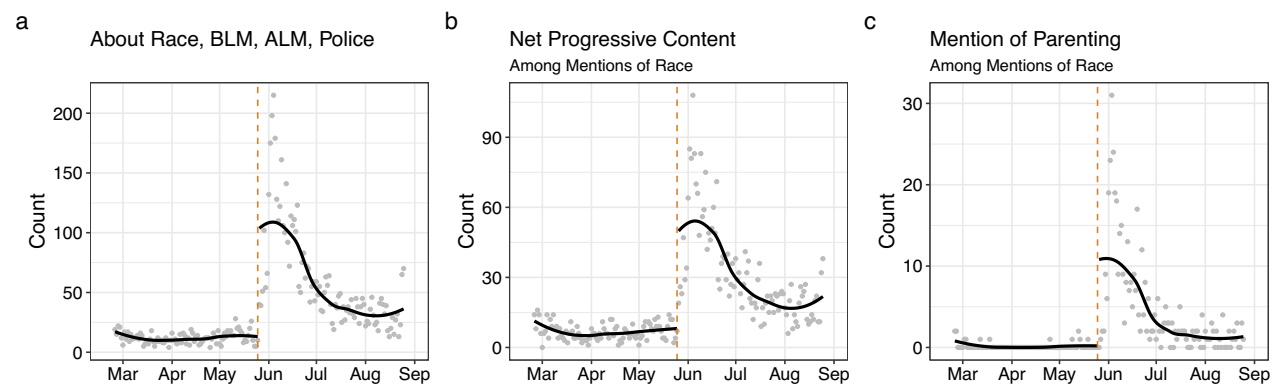 a
About Race, BLM, ALM, Police
Count
200
150
100
50
0
Mar Apr May Jun Jul Aug Sep
b
Net Progressive Content
Among Mentions of Race
Count
90
60
30
0
Mar Apr May Jun Jul Aug Sep
c
Mention of Parenting
Among Mentions of Race
Count
30
20
10
0
Mar Apr May Jun Jul Aug Sep